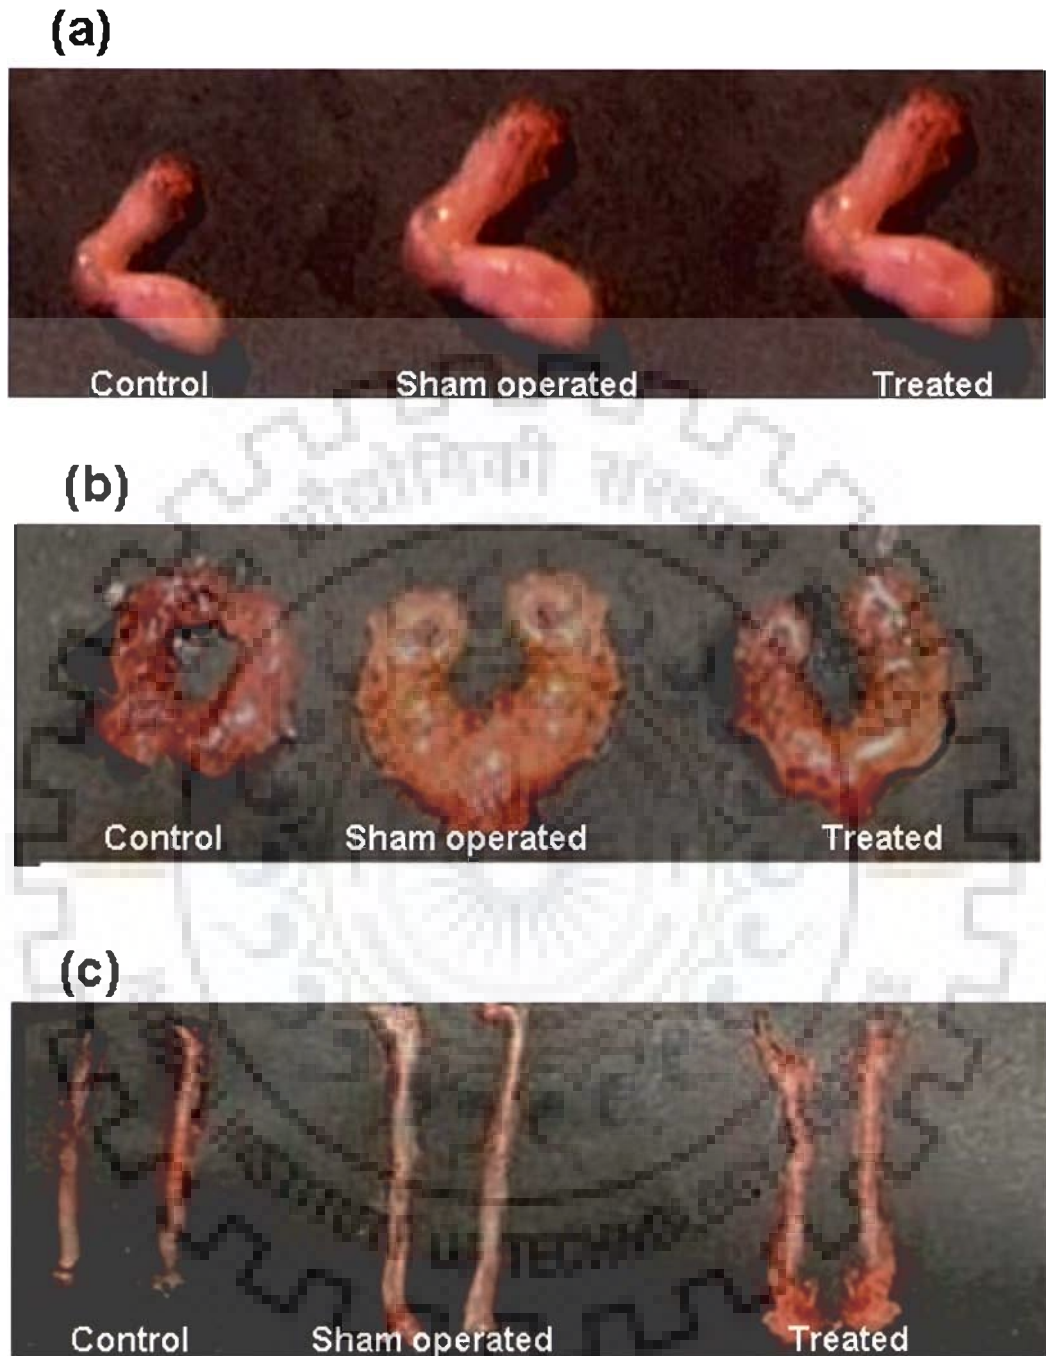 (a)
Control Sham operated Treated
प्रौद्योगिकी संस्थान
(b)
Control Sham operated Treated
(c)
Control Sham operated Treated